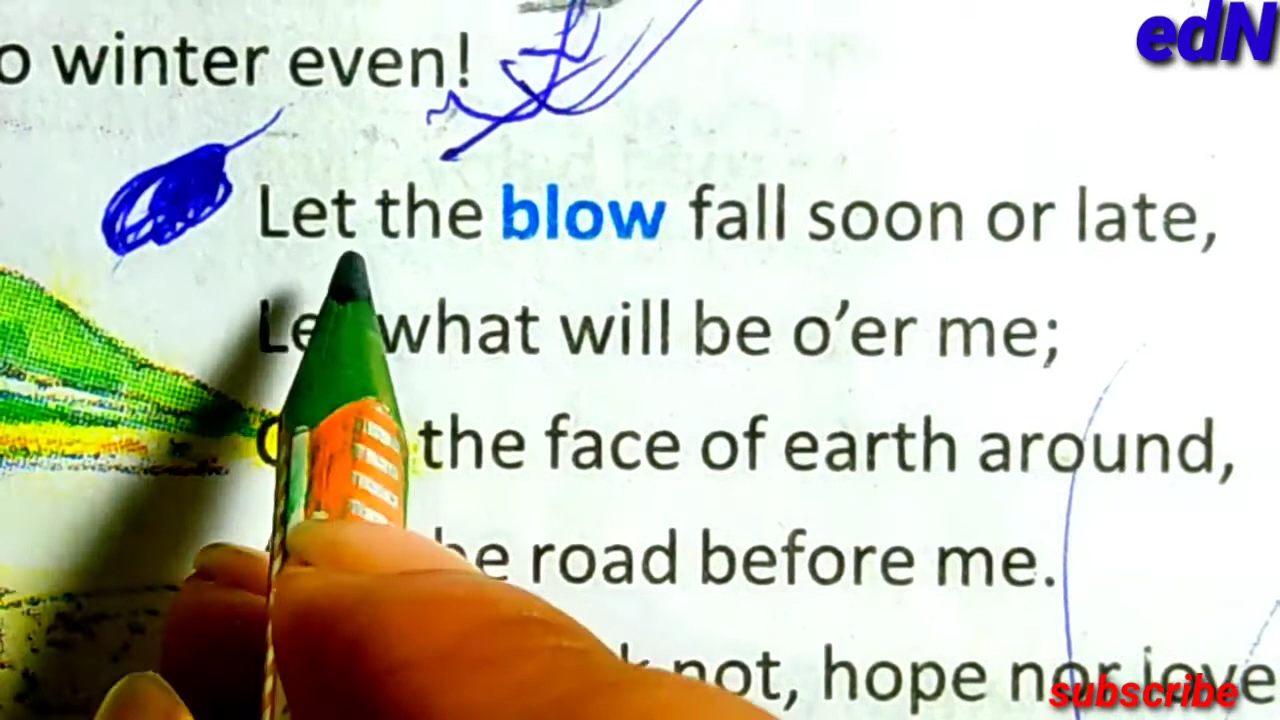 o winter even!
edN
Let the blow fall soon or late,
what will be o’er me;
the face of earth around,
road before me.
not, hope nor love
subscribe